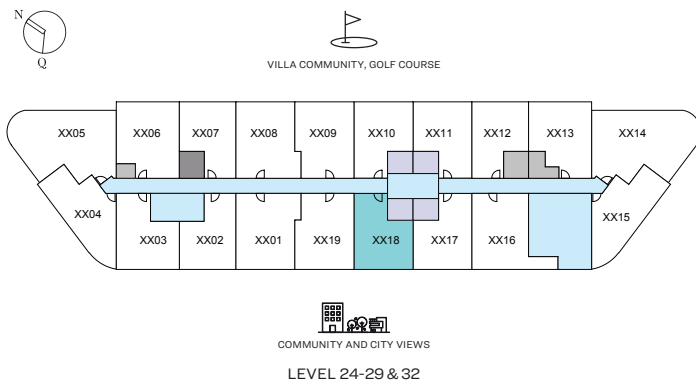 N
Q
VILLA COMMUNITY, GOLF COURSE
XX05 XX06 XX07 XX08 XX09 XX10 XX11 XX12 XX13 XX14
XX04 XX03 XX02 XX01 XX19 XX18 XX17 XX16 XX15
COMMUNITY AND CITY VIEWS
LEVEL 24-29 & 32